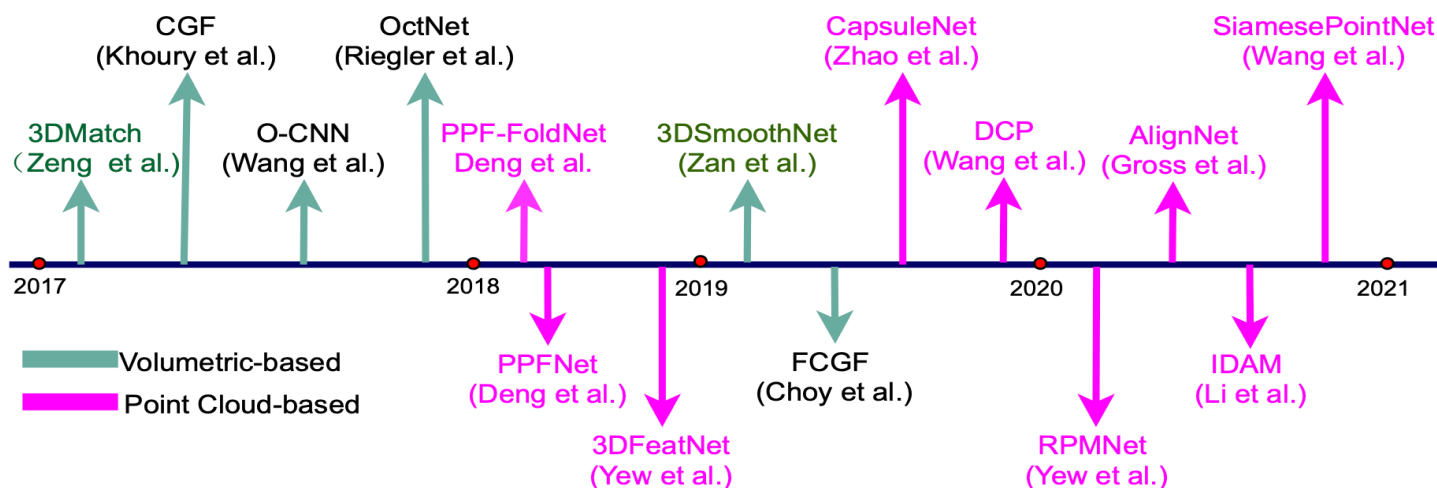 CGF
(Khoury et al.)
OctNet
(Riegler et al.)
CapsuleNet
(Zhao et al.)
SiamesePointNet
(Wang et al.)
3DMatch
（Zeng  et al.)
O-CNN
(Wang et al.)
PPF-FoldNet
Deng et al.
3DSmoothNet
(Zan et al.)
DCP
(Wang et al.)
AlignNet
(Gross et al.)
2017
2018
2019
2020
2021
Volumetric-based
Point Cloud-based
PPFNet
(Deng et al.)
3DFeatNet
(Yew et al.)
FCGF
(Choy et al.)
RPMNet
(Yew et al.)
IDAM
(Li et al.)